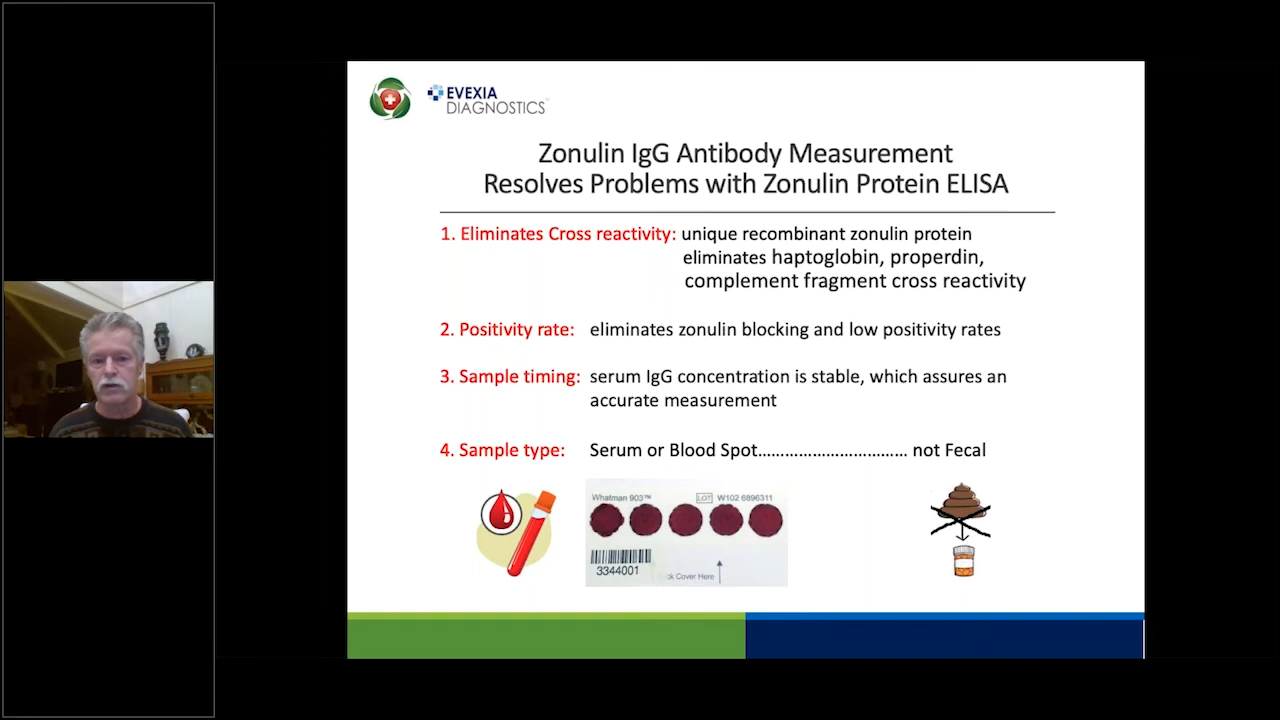 EVEXIA
DIAGNOSTICS
Zonulin IgG Antibody Measurement
Resolves Problems with Zonulin Protein ELISA
1. Eliminates Cross reactivity: unique recombinant zonulin protein
eliminates haptoglobin, properdin,
complement fragment cross reactivity
2. Positivity rate: eliminates zonulin blocking and low positivity rates
3. Sample timing: serum IgG concentration is stable, which assures an
accurate measurement
4. Sample type: Serum or Blood Spot................................. not Fecal
Whatman 903™ LOT W102 6896311
3344001
Cover Here